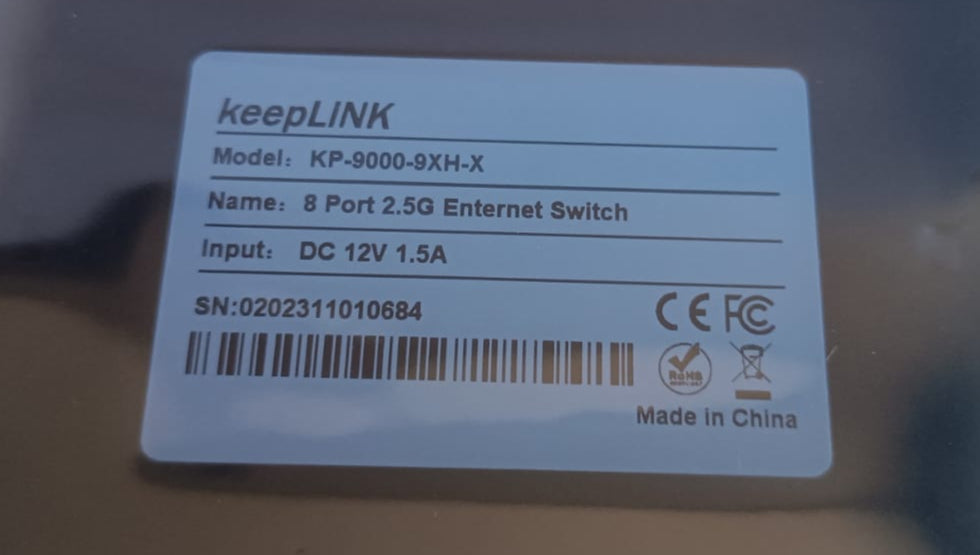 keepLINK
Model: KP-9000-9XH-X
Name: 8 Port 2.5G Enternet Switch
Input: DC 12V 1.5A
SN:0202311010684
CE FC
RoHS
Made in China